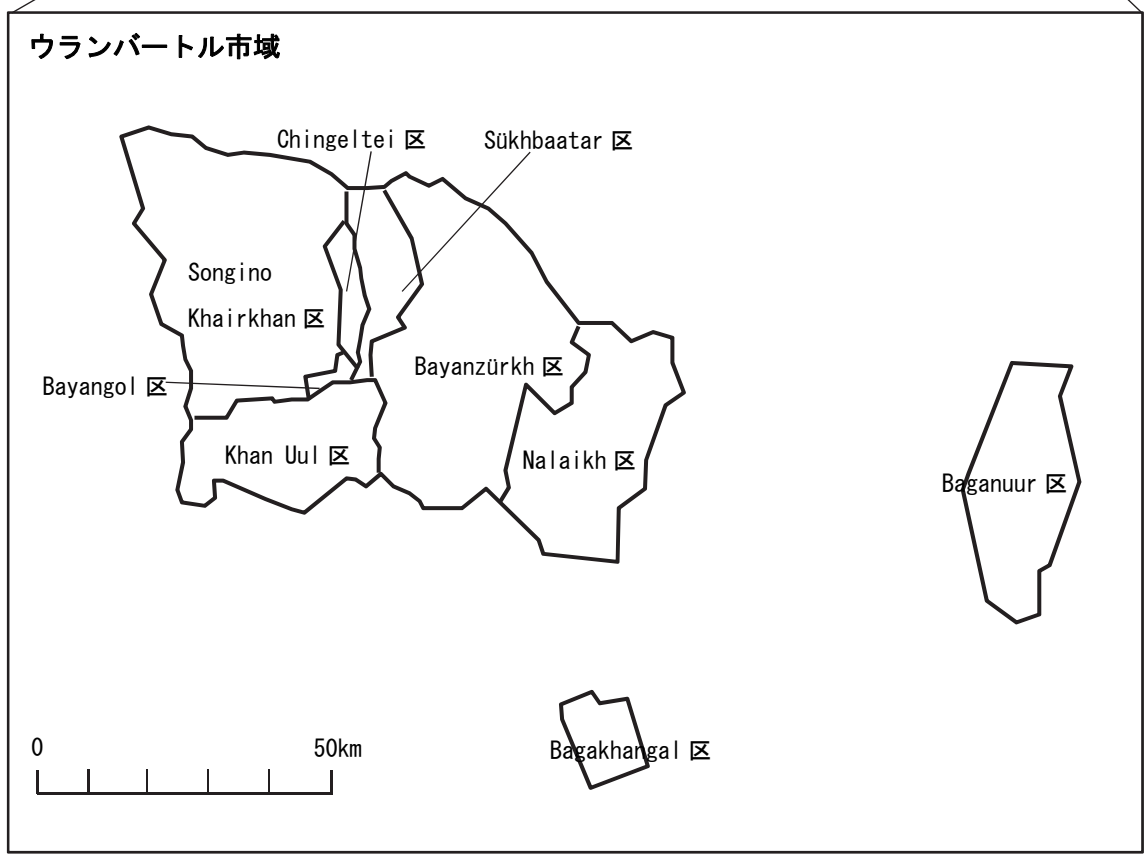 ウランバートル市域
Chingeltei 区
Sükhbaatar 区
Songino
Khairkhan 区
Bayanzürkh 区
Bayangol 区
Khan Uul 区
Nalaikh 区
Baganuur 区
Bagakhangal 区
0
50km